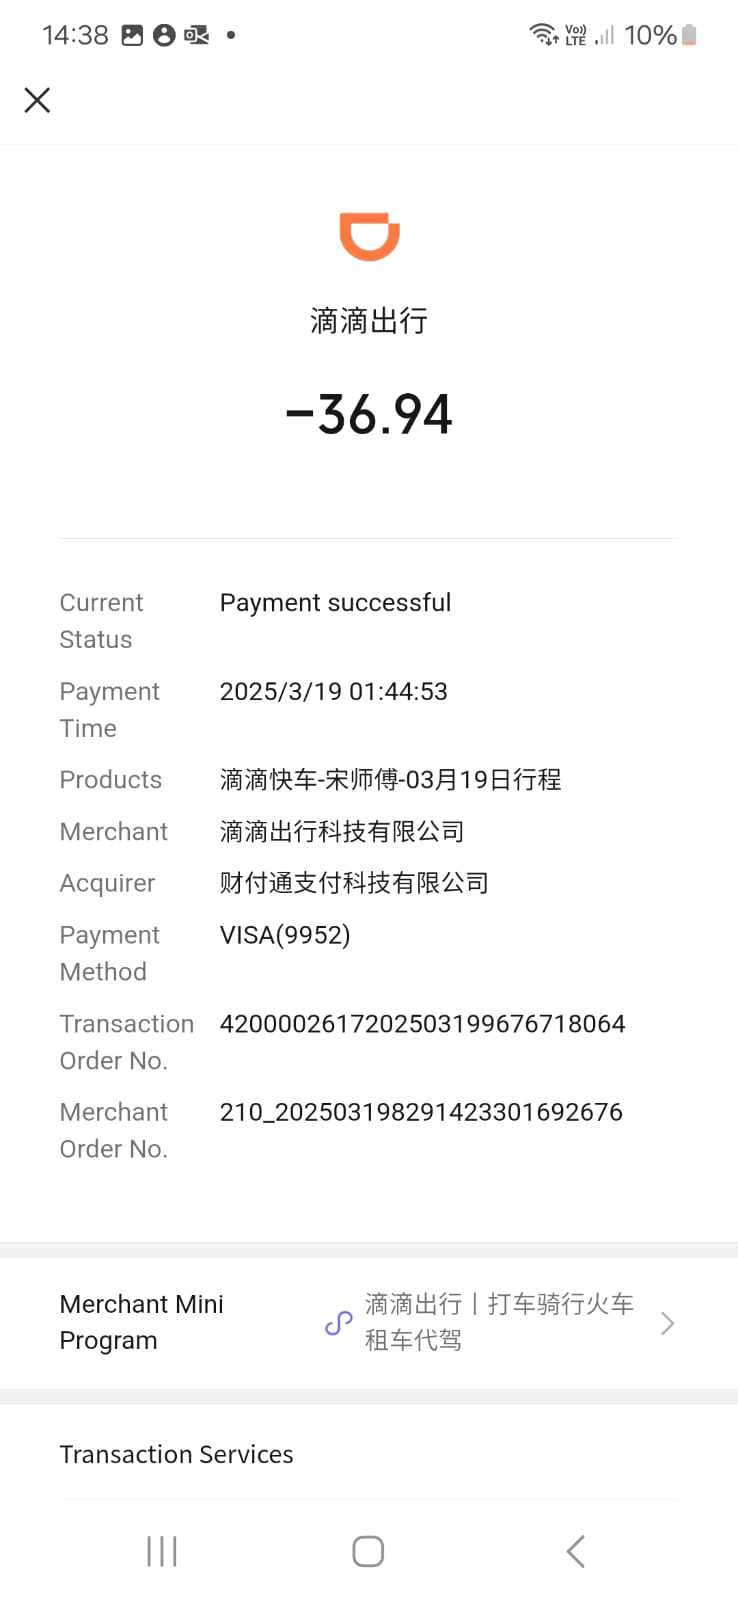 14:38
Vo)) LTE 10%
滴滴出行
-36.94
Current Status
Payment successful
Payment Time
2025/3/19 01:44:53
Products
滴滴快车-宋师傅-03月19日行程
Merchant
滴滴出行科技有限公司
Acquirer
财付通支付科技有限公司
Payment Method
VISA(9952)
Transaction Order No.
4200002617202503199676718064
Merchant Order No.
210_202503198291423301692676
Merchant Mini Program
滴滴出行丨打车骑行火车
租车代驾
Transaction Services